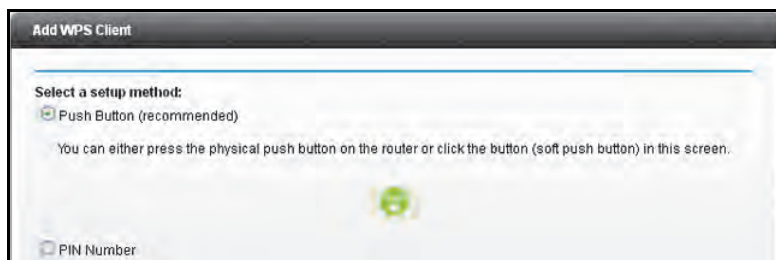 Add WPS Client
Select a setup method:
Push Button (recommended)
You can either press the physical push button on the router or click the button (soft push button) in this screen.
PIN Number